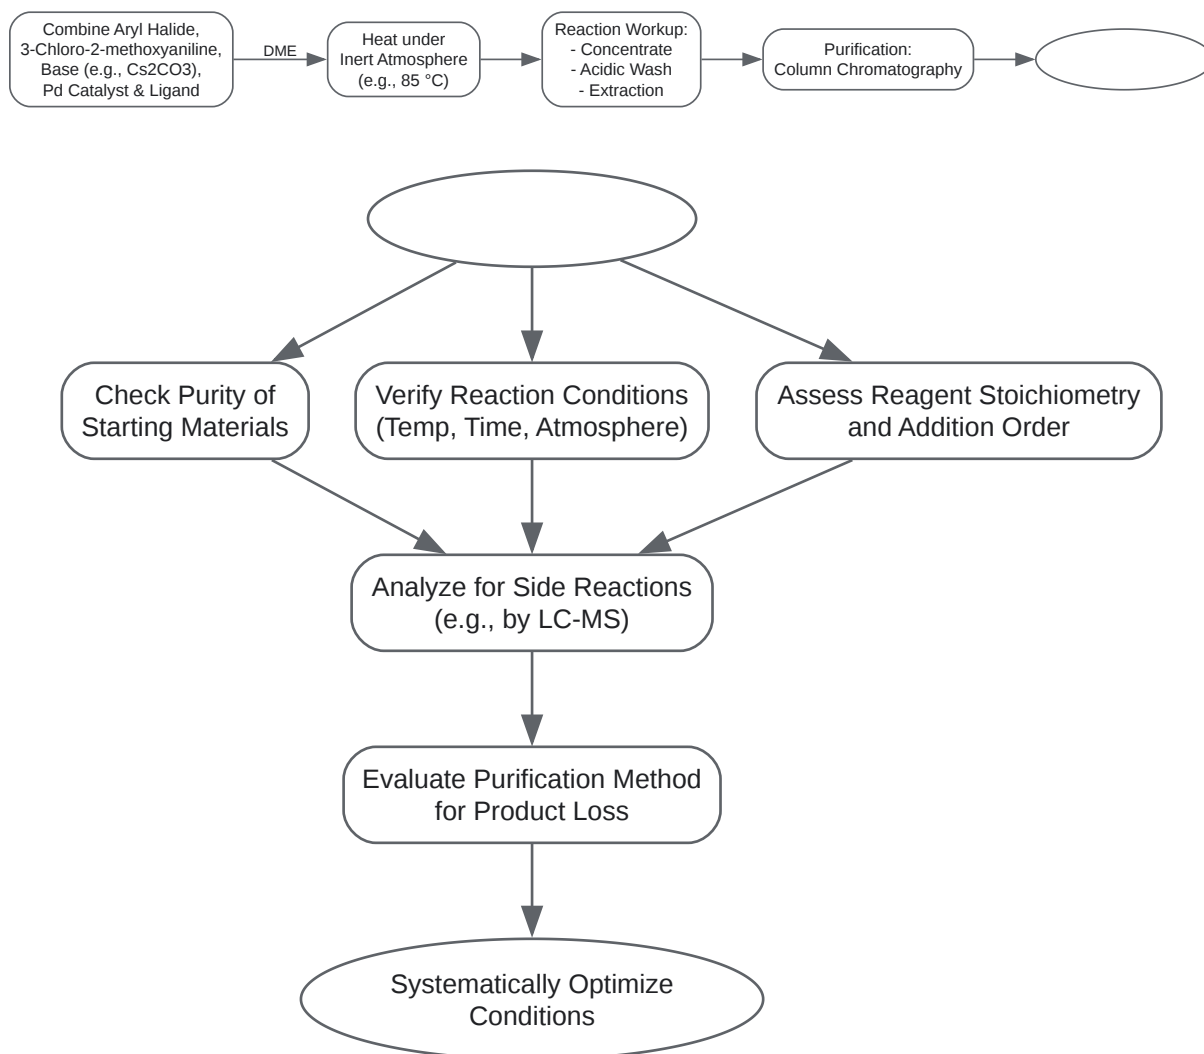 Combine Aryl Halide,
3-Chloro-2-methoxyaniline,
Base (e.g., Cs2CO3),
Pd Catalyst & Ligand
DME
Heat under
Inert Atmosphere
(e.g., 85 °C)
Reaction Workup:
- Concentrate
- Acidic Wash
- Extraction
Purification:
Column Chromatography
Check Purity of
Starting Materials
Verify Reaction Conditions
(Temp, Time, Atmosphere)
Assess Reagent Stoichiometry
and Addition Order
Analyze for Side Reactions
(e.g., by LC-MS)
Evaluate Purification Method
for Product Loss
Systematically Optimize
Conditions